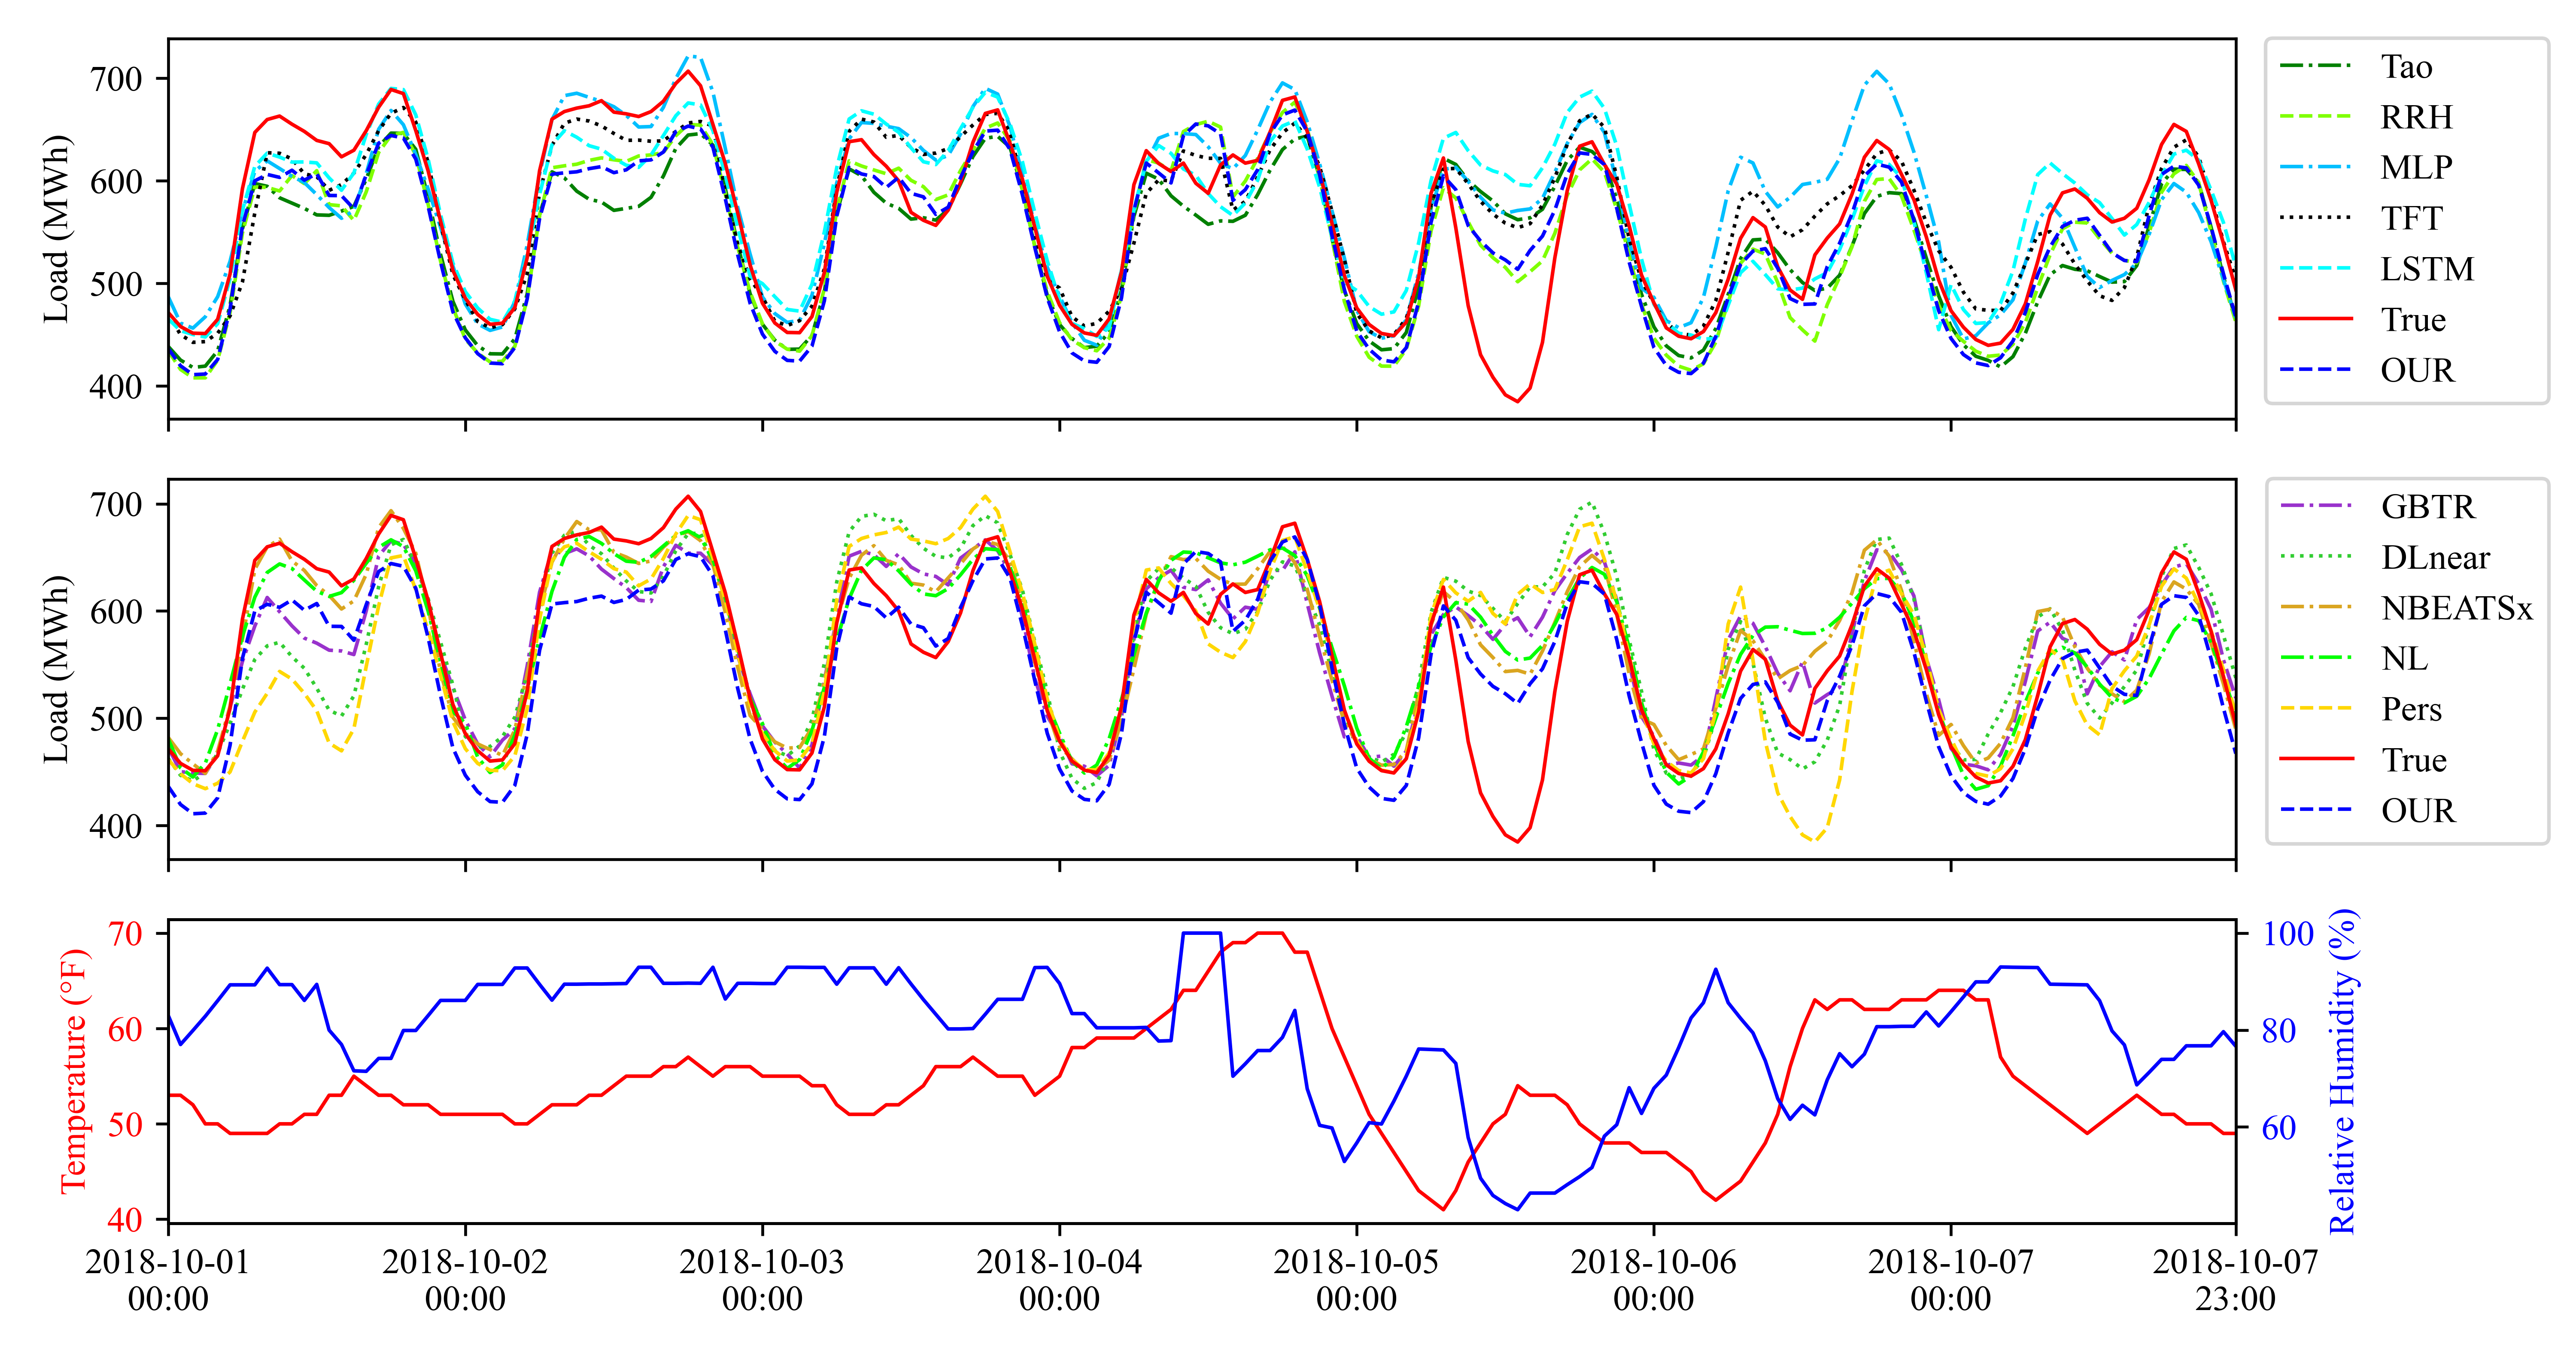 Load (MWh)
700
600
500
400
Tao
RRH
MLP
TFT
LSTM
True
OUR
Load (MWh)
700
600
500
400
GBTR
DLnear
NBEATSx
NL
Pers
True
OUR
Temperature (°F)
70
60
50
40
100
80
60
Relative Humidity (%)
2018-10-01 2018-10-02 2018-10-03 2018-10-04 2018-10-05 2018-10-06 2018-10-07 2018-10-07
00:00 00:00 00:00 00:00 00:00 00:00 00:00 23:00